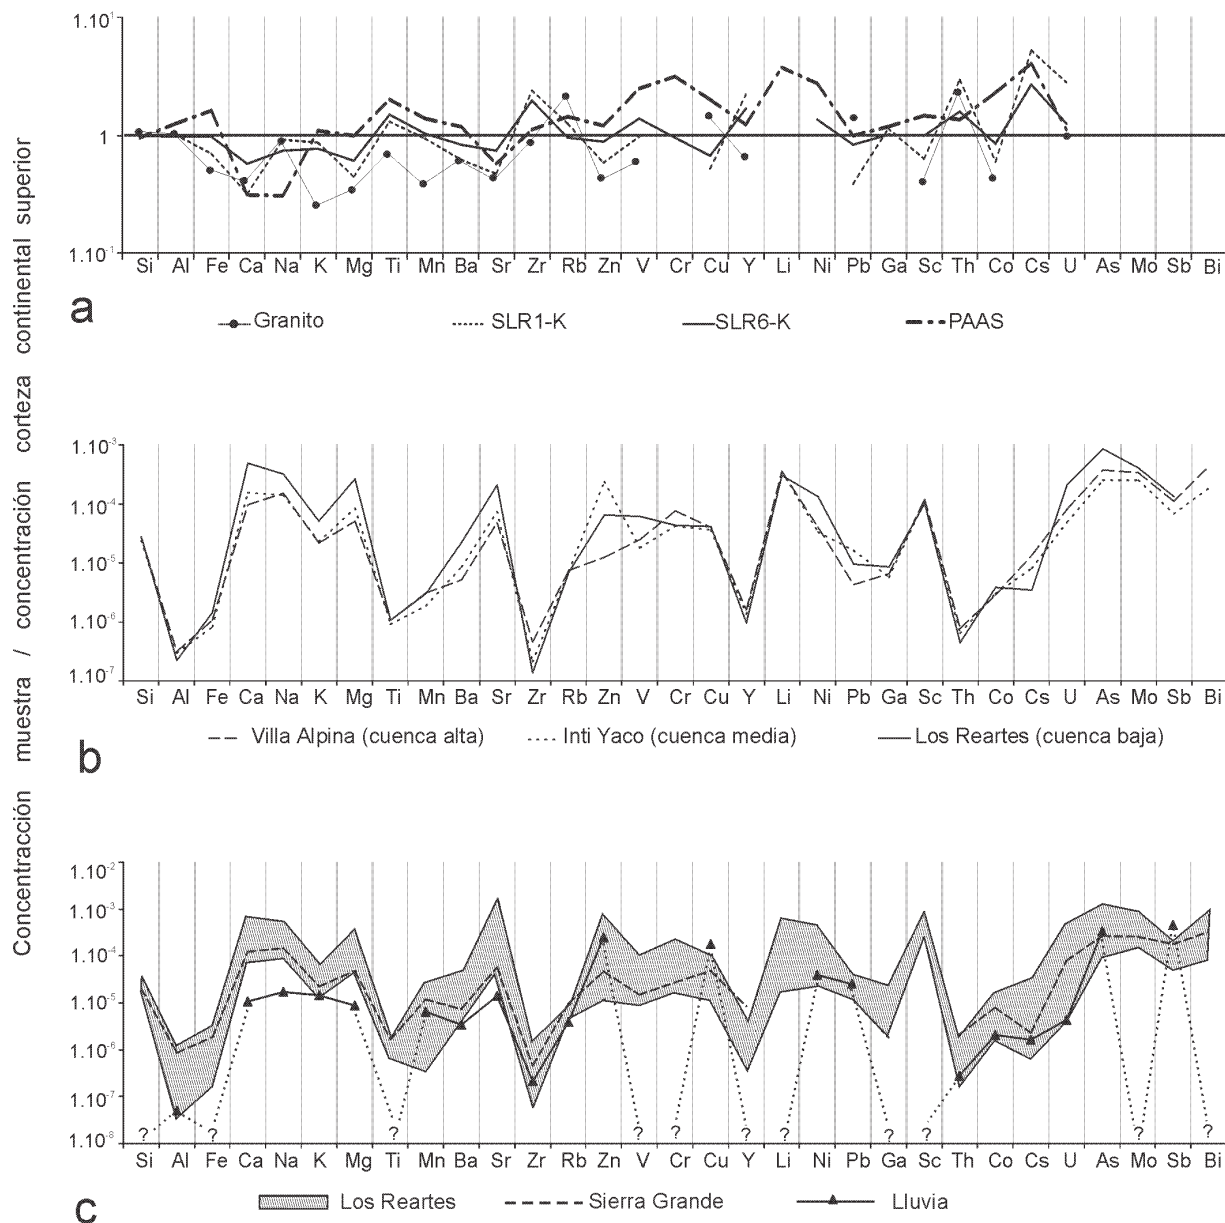 Concentracción muestra / concentración corteza continental superior
1.10¹
1
1.10⁻¹
Si Al Fe Ca Na K Mg Ti Mn Ba Sr Zr Rb Zn V Cr Cu Y Li Ni Pb Ga Sc Th Co Cs U As Mo Sb Bi
a
Granito SLR1-K SLR6-K PAAS
1.10⁻³
1.10⁻⁴
1.10⁻⁵
1.10⁻⁶
1.10⁻⁷
Si Al Fe Ca Na K Mg Ti Mn Ba Sr Zr Rb Zn V Cr Cu Y Li Ni Pb Ga Sc Th Co Cs U As Mo Sb Bi
b
Villa Alpina (cuenca alta) Inti Yaco (cuenca media) Los Reartes (cuenca baja)
1.10⁻²
1.10⁻³
1.10⁻⁴
1.10⁻⁵
1.10⁻⁶
1.10⁻⁷
1.10⁻⁸
? ? ? ? ? ? ? ? ? ? ?
Si Al Fe Ca Na K Mg Ti Mn Ba Sr Zr Rb Zn V Cr Cu Y Li Ni Pb Ga Sc Th Co Cs U As Mo Sb Bi
c
Los Reartes Sierra Grande Lluvia